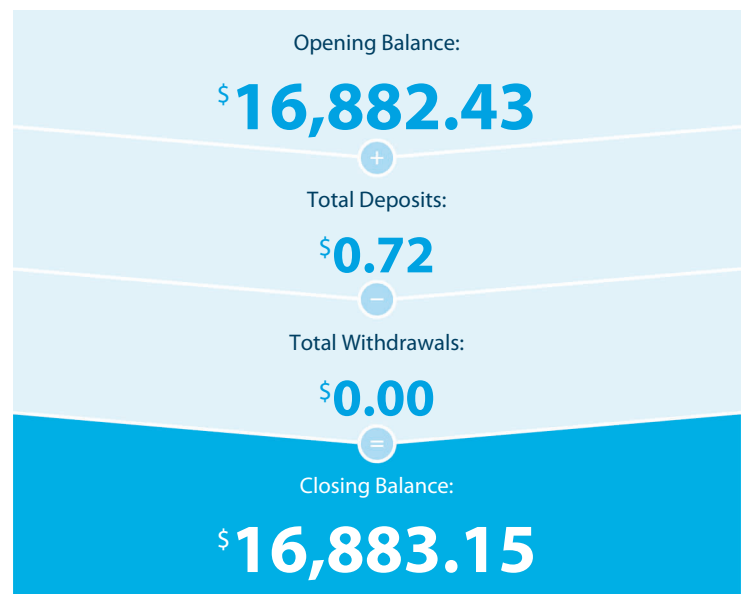 Opening Balance:
$16,882.43
+
Total Deposits:
$0.72
−
Total Withdrawals:
$0.00
=
Closing Balance:
$16,883.15